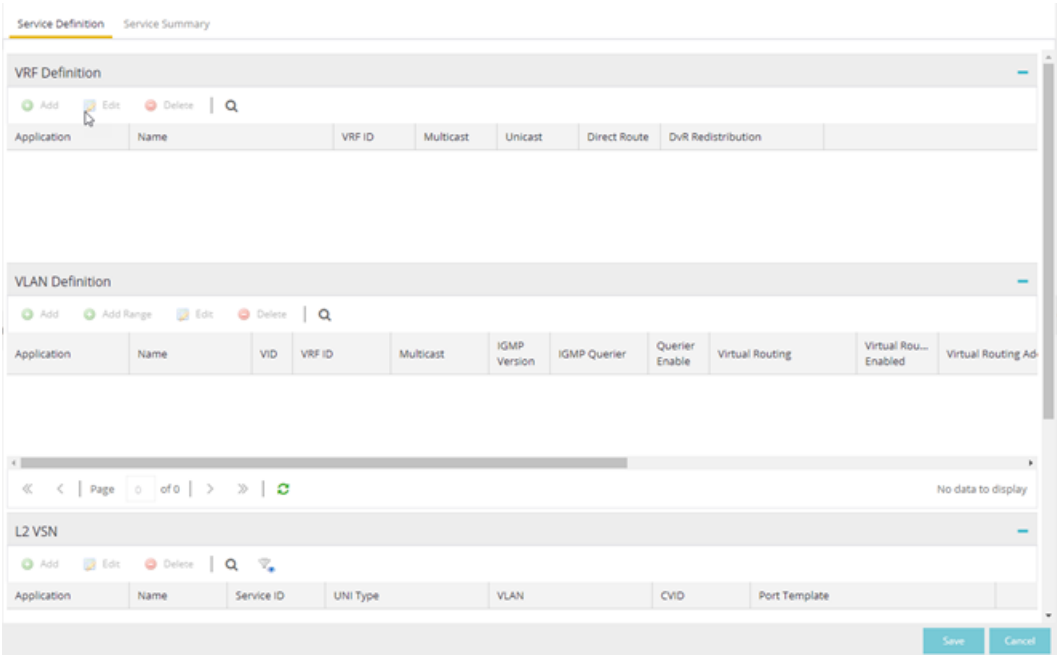 Service Definition Service Summary
VRF Definition
Add Edit Delete
Application Name VRF ID Multicast Unicast Direct Route DvR Redistribution
VLAN Definition
Add Add Range Edit Delete
Application Name VID VRF ID Multicast IGMP Version IGMP Querier Querier Enable Virtual Routing Virtual Rou... Enabled Virtual Routing Ad
Page 0 of 0 No data to display
L2 VSN
Add Edit Delete
Application Name Service ID UNI Type VLAN CVID Port Template
Save Cancel